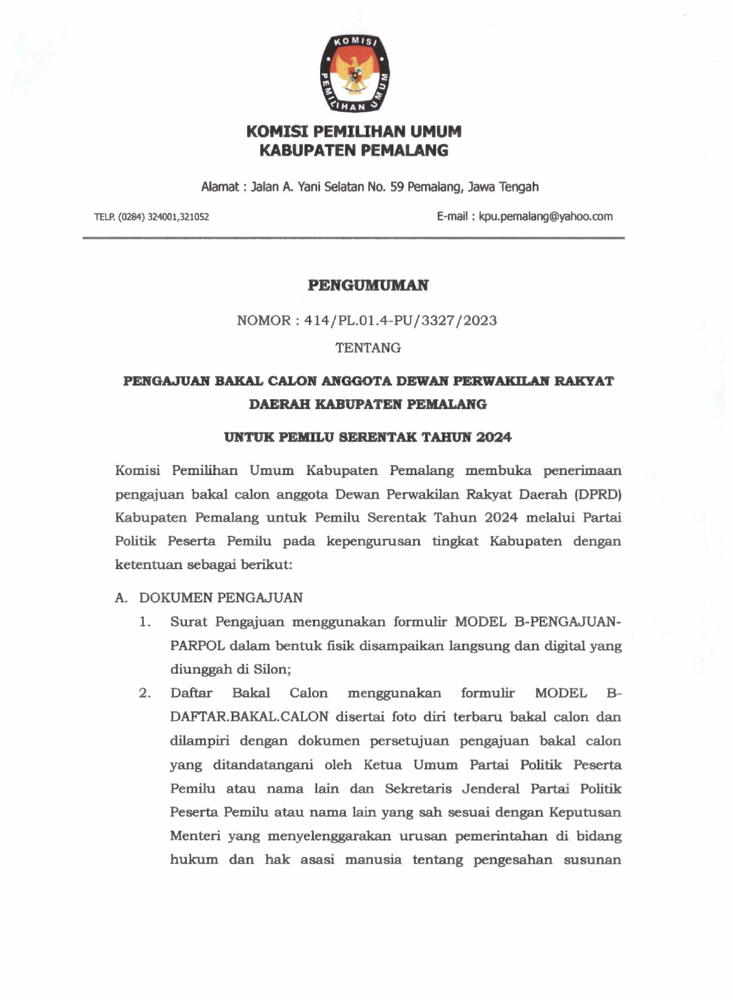 KOMISI
PEMILIHAN UMUM
KOMISI PEMILIHAN UMUM
KABUPATEN PEMALANG
Alamat : Jalan A. Yani Selatan No. 59 Pemalang, Jawa Tengah
TELP. (0284) 324001,321052 E-mail : kpu.pemalang@yahoo.com
PENGUMUMAN
NOMOR : 414/PL.01.4-PU/3327/2023
TENTANG
PENGAJUAN BAKAL CALON ANGGOTA DEWAN PERWAKILAN RAKYAT
DAERAH KABUPATEN PEMALANG
UNTUK PEMILU SERENTAK TAHUN 2024
Komisi Pemilihan Umum Kabupaten Pemalang membuka penerimaan
pengajuan bakal calon anggota Dewan Perwakilan Rakyat Daerah (DPRD)
Kabupaten Pemalang untuk Pemilu Serentak Tahun 2024 melalui Partai
Politik Peserta Pemilu pada kepengurusan tingkat Kabupaten dengan
ketentuan sebagai berikut:
A. DOKUMEN PENGAJUAN
1. Surat Pengajuan menggunakan formulir MODEL B-PENGAJUAN-
PARPOL dalam bentuk fisik disampaikan langsung dan digital yang
diunggah di Silon;
2. Daftar Bakal Calon menggunakan formulir MODEL B-
DAFTAR.BAKAL.CALON disertai foto diri terbaru bakal calon dan
dilampiri dengan dokumen persetujuan pengajuan bakal calon
yang ditandatangani oleh Ketua Umum Partai Politik Peserta
Pemilu atau nama lain dan Sekretaris Jenderal Partai Politik
Peserta Pemilu atau nama lain yang sah sesuai dengan Keputusan
Menteri yang menyelenggarakan urusan pemerintahan di bidang
hukum dan hak asasi manusia tentang pengesahan susunan